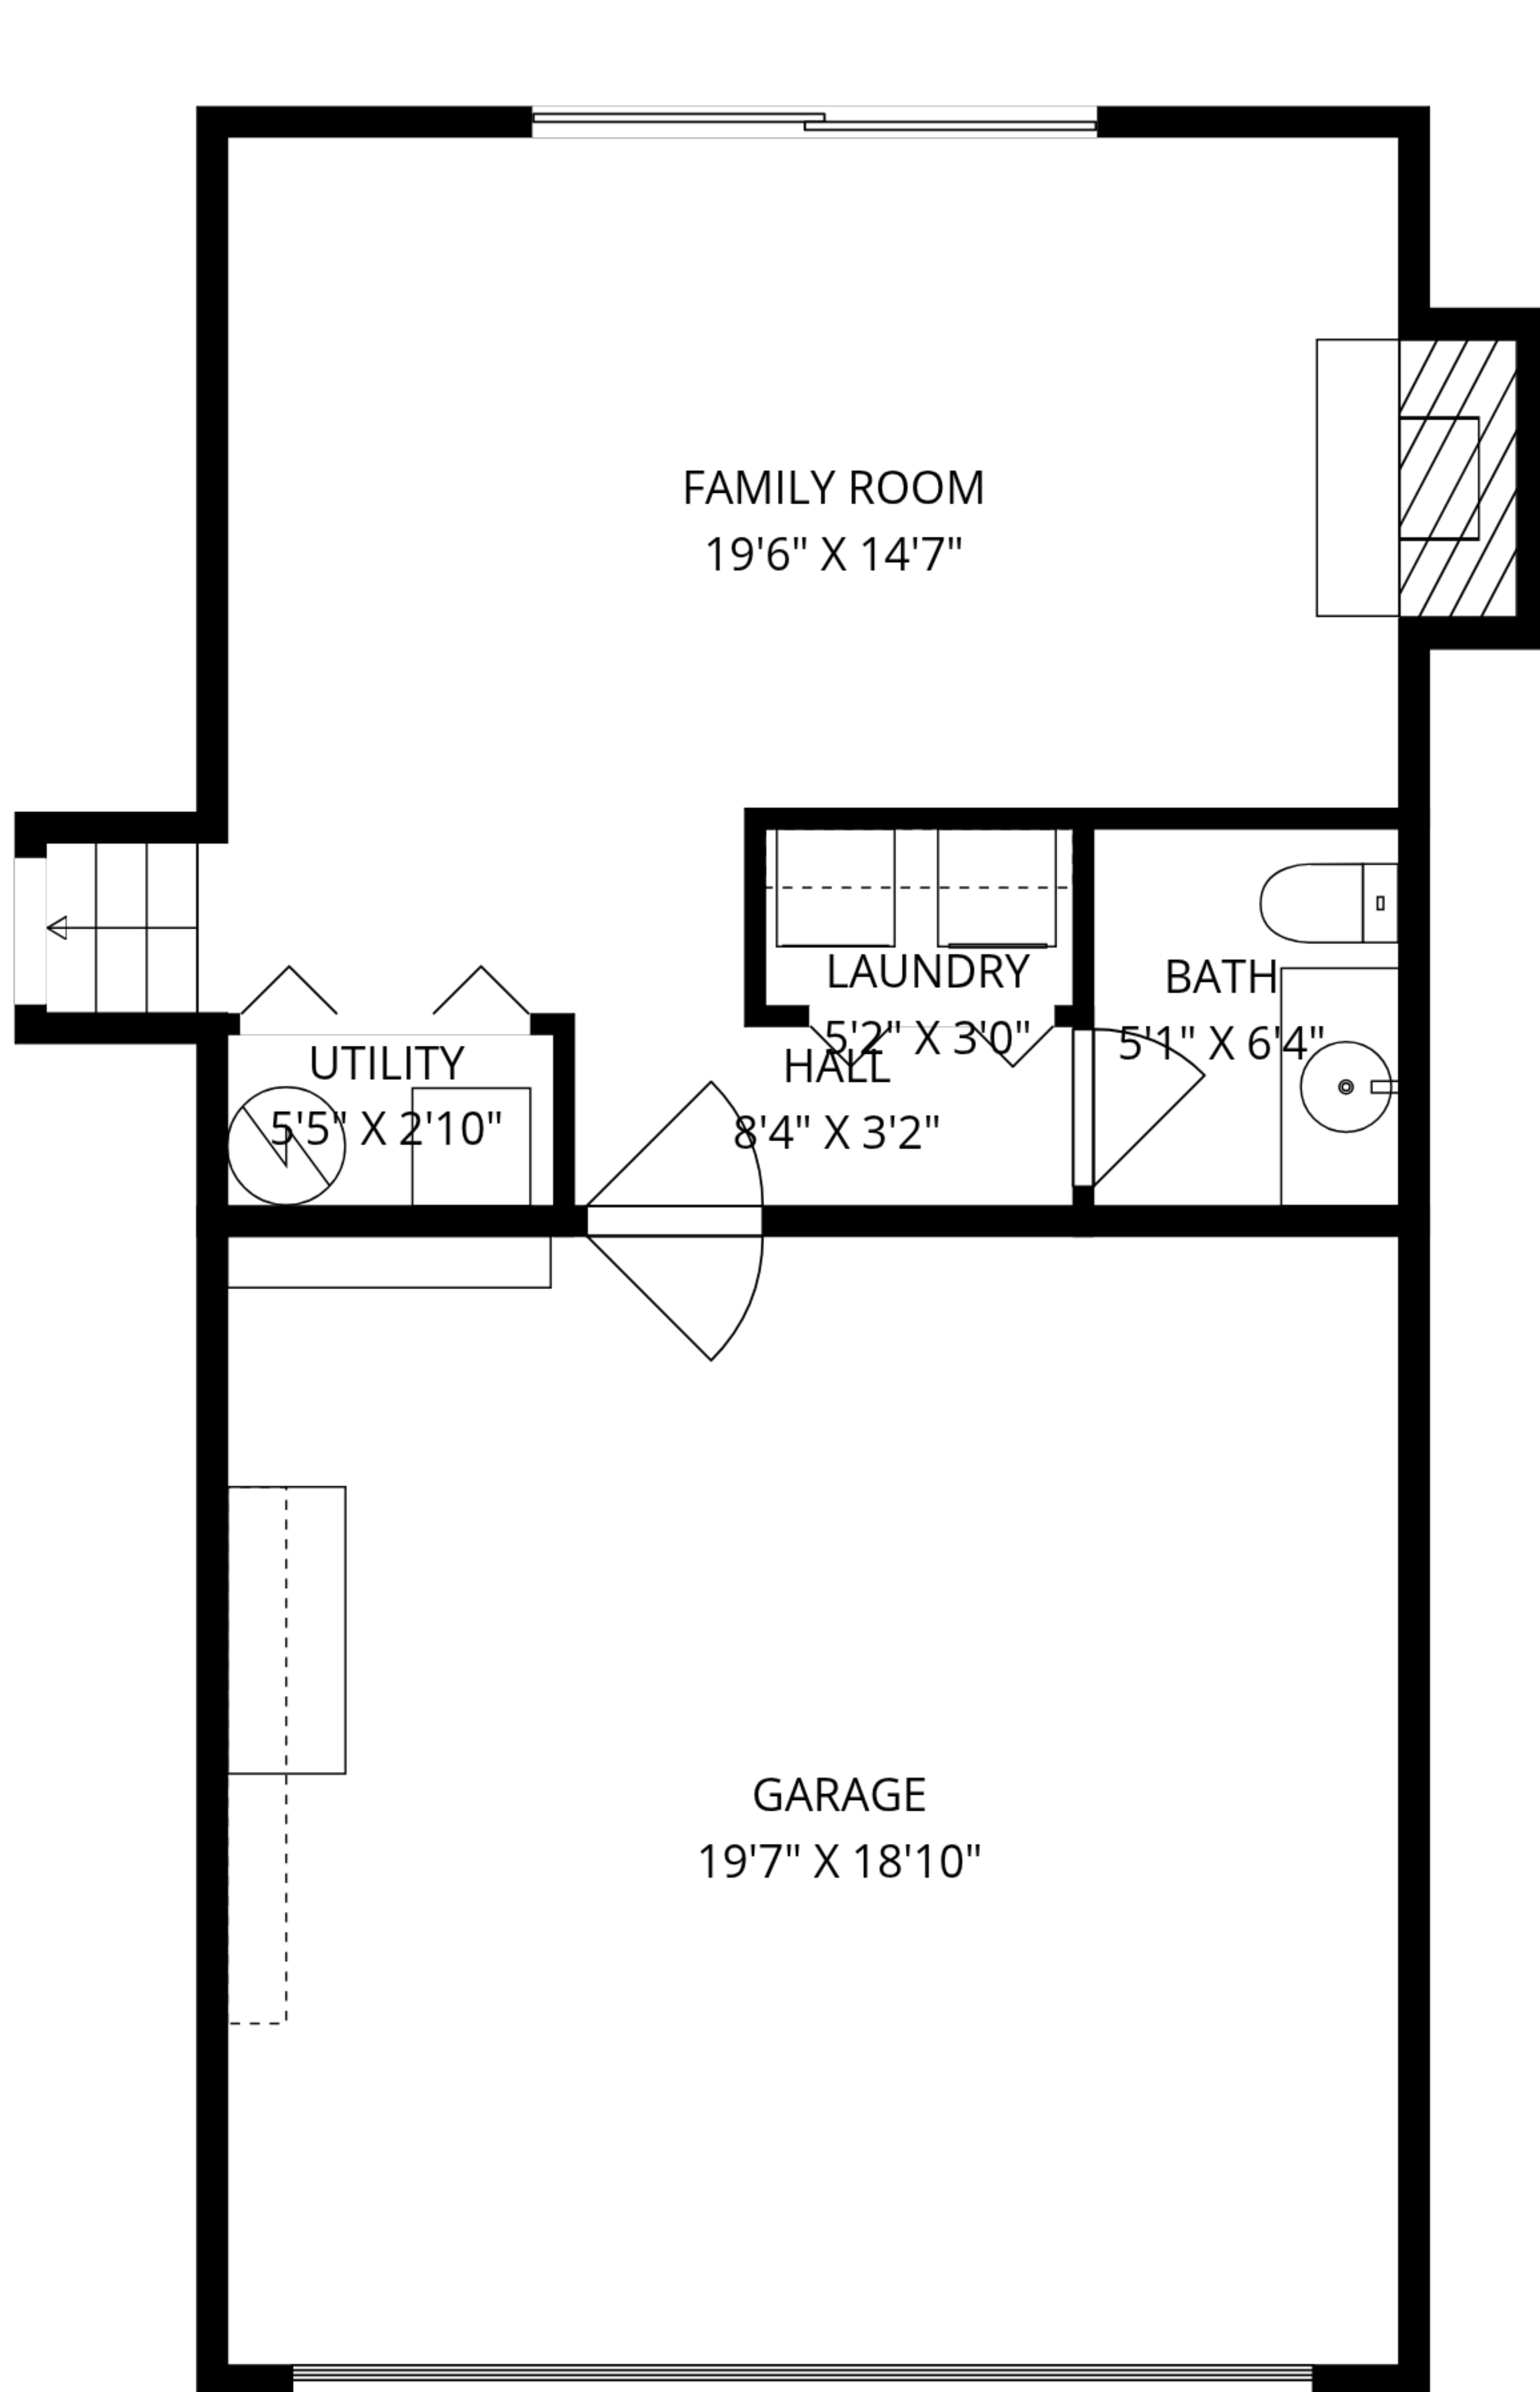 FAMILY ROOM
19'6" X 14'7"
LAUNDRY
5'2" X 3'0"
BATH
5'1" X 6'4"
UTILITY
5'5" X 2'10"
HALL
8'4" X 3'2"
GARAGE
19'7" X 18'10"